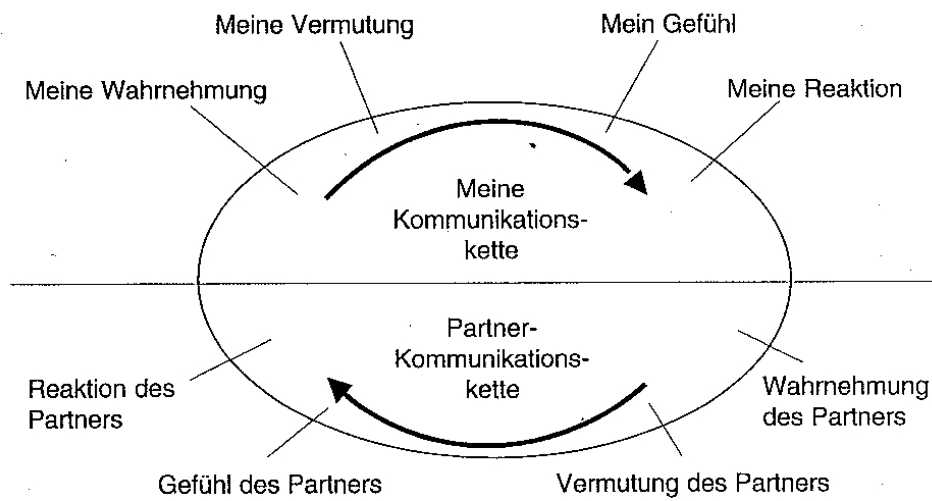 Meine Vermutung
Mein Gefühl
Meine Wahrnehmung
Meine Reaktion
Meine
Kommunikations-
kette
Partner-
Kommunikations-
kette
Reaktion des
Partners
Wahrnehmung
des Partners
Gefühl des Partners
Vermutung des Partners